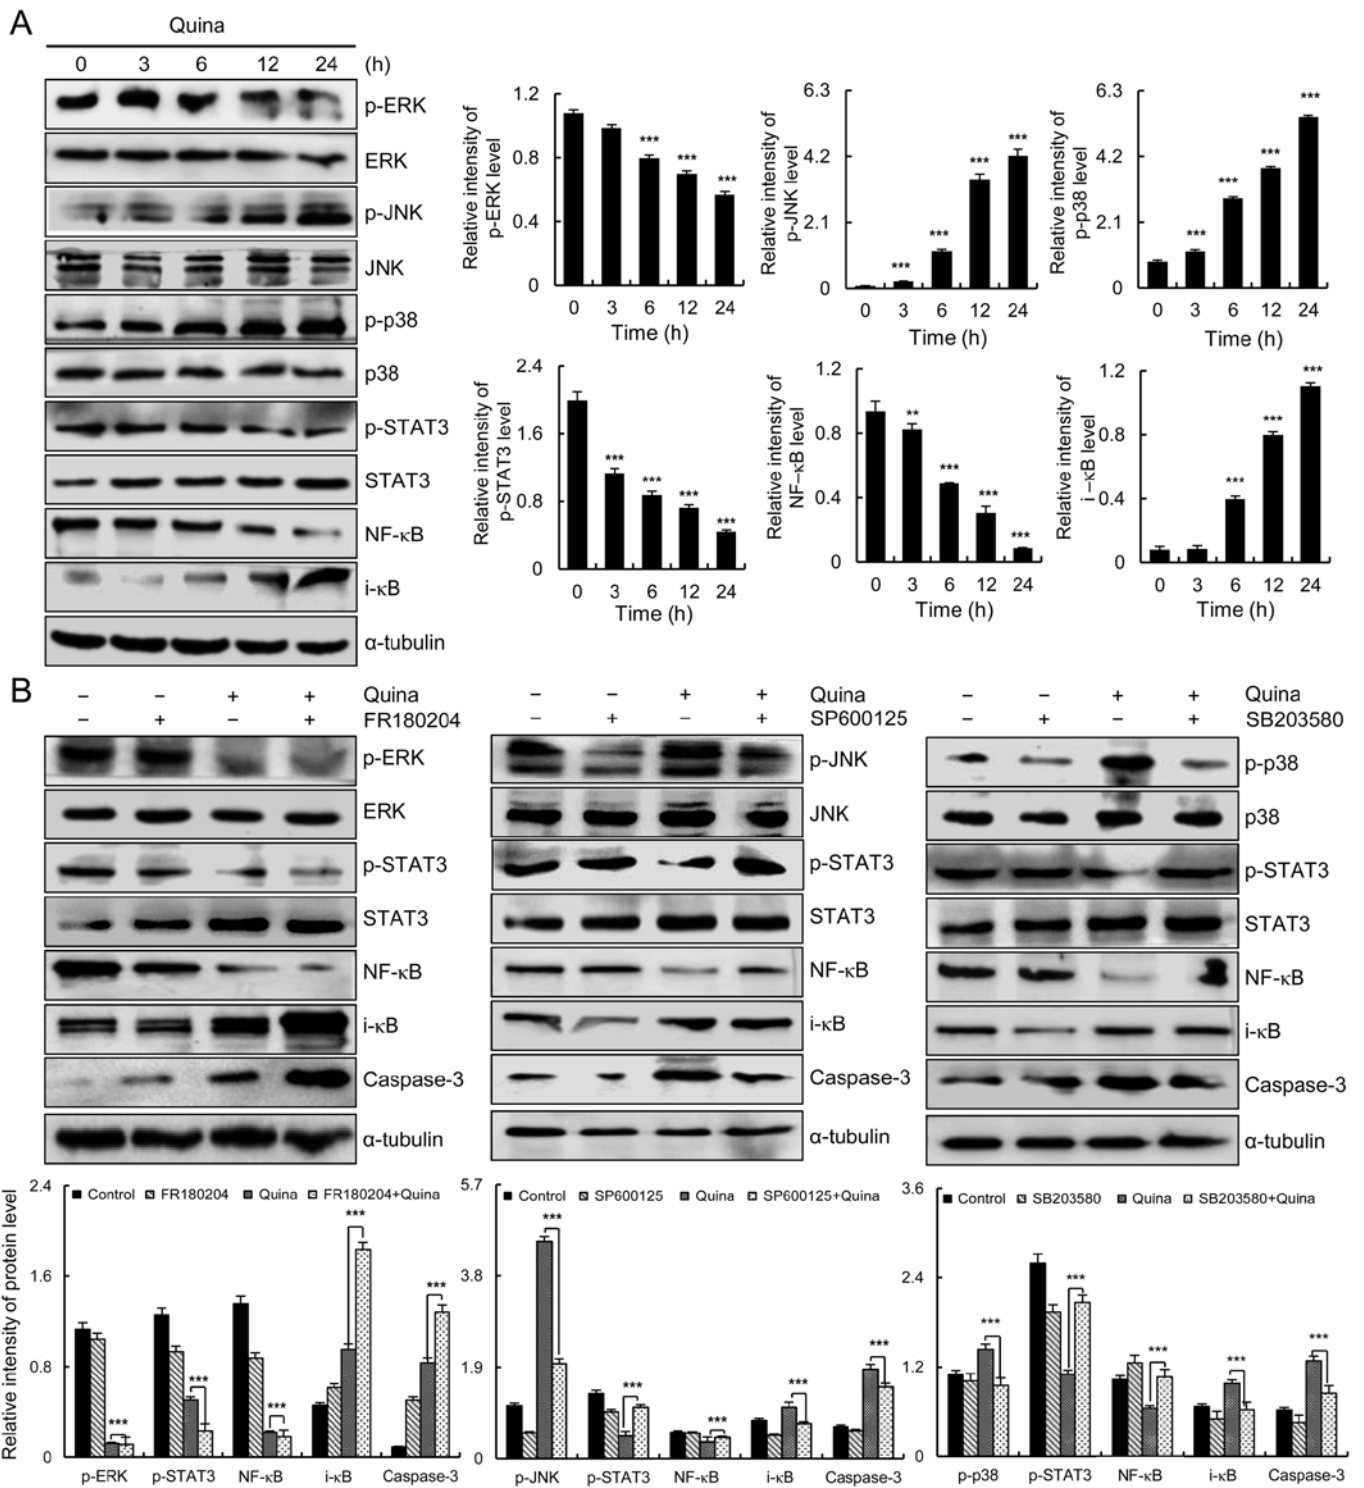 A
Quina
0 3 6 12 24 (h)
p-ERK
ERK
p-JNK
JNK
p-p38
p38
p-STAT3
STAT3
NF-κB
i-κB
α-tubulin
Relative intensity of
p-ERK level
1.2
0.8
0.4
0
*** *** ***
0 3 6 12 24
Time (h)
Relative intensity of
p-JNK level
6.3
4.2
2.1
0
*** *** *** ***
0 3 6 12 24
Time (h)
Relative intensity of
p-p38 level
6.3
4.2
2.1
0
*** *** *** ***
0 3 6 12 24
Time (h)
Relative intensity of
p-STAT3 level
2.4
1.6
0.8
0
*** *** *** ***
0 3 6 12 24
Time (h)
Relative intensity of
NF–κB level
1.2
0.8
0.4
0
** *** *** ***
0 3 6 12 24
Time (h)
Relative intensity of
i –κB level
1.2
0.8
0.4
0
*** *** ***
0 3 6 12 24
Time (h)
B
– – + + Quina
– + – + FR180204
p-ERK
ERK
p-STAT3
STAT3
NF-κB
i-κB
Caspase-3
α-tubulin
– – + + Quina
– + – + SP600125
p-JNK
JNK
p-STAT3
STAT3
NF-κB
i-κB
Caspase-3
α-tubulin
– – + + Quina
– + – + SB203580
p-p38
p38
p-STAT3
STAT3
NF-κB
i-κB
Caspase-3
α-tubulin
Relative intensity of protein level
2.4
1.6
0.8
0
Control FR180204 Quina FR180204+Quina
*** *** *** *** ***
p-ERK p-STAT3 NF-κB i-κB Caspase-3
5.7
3.8
1.9
0
Control SP600125 Quina SP600125+Quina
*** *** *** *** ***
p-JNK p-STAT3 NF-κB i-κB Caspase-3
3.6
2.4
1.2
0
Control SB203580 Quina SB203580+Quina
*** *** *** *** ***
p-p38 p-STAT3 NF-κB i-κB Caspase-3